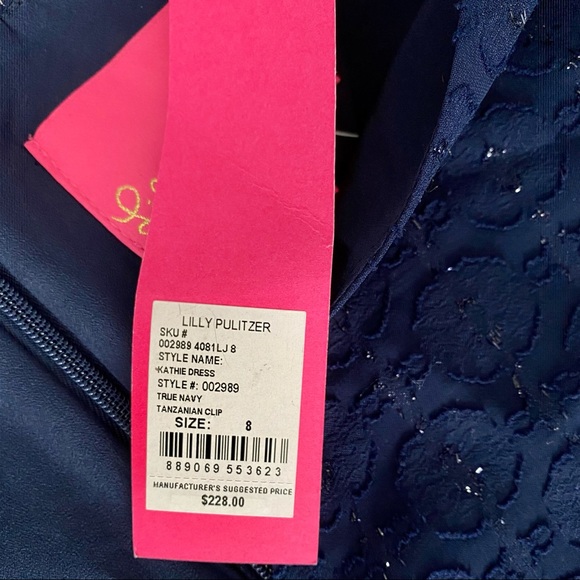 LILLY PULITZER
SKU #
002989 4081LJ 8
STYLE NAME:
KATHIE DRESS
STYLE #: 002989
TRUE NAVY
TANZANIAN CLIP
SIZE: 8
889069 553623
MANUFACTURER'S SUGGESTED PRICE
$228.00